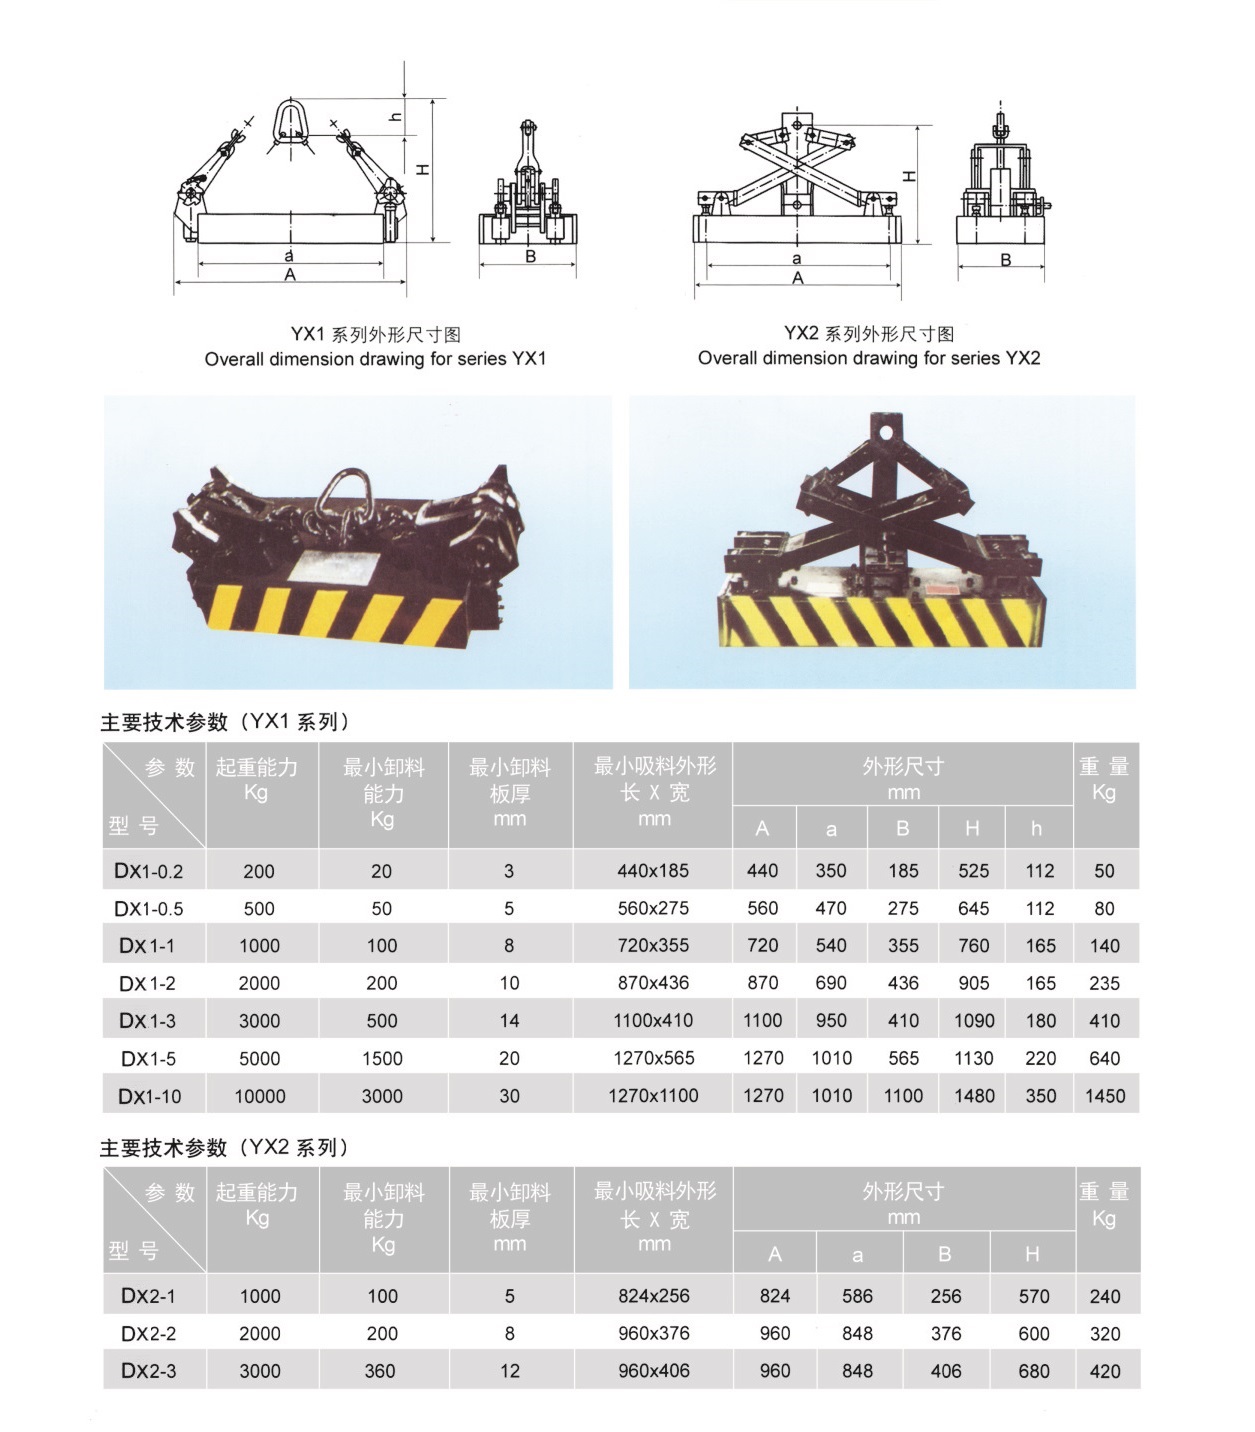 h
H
a
A
B
H
a
A
B
YX1 系列外形尺寸图
Overall dimension drawing for series YX1
YX2 系列外形尺寸图
Overall dimension drawing for series YX2
主要技术参数（YX1 系列）
参 数
型 号
起重能力
Kg
最小卸料
能力
Kg
最小卸料
板厚
mm
最小吸料外形
长 X 宽
mm
外形尺寸
mm
A a B H h
重 量
Kg
DX1-0.2 200 20 3 440x185 440 350 185 525 112 50
DX1-0.5 500 50 5 560x275 560 470 275 645 112 80
DX1-1 1000 100 8 720x355 720 540 355 760 165 140
DX1-2 2000 200 10 870x436 870 690 436 905 165 235
DX1-3 3000 500 14 1100x410 1100 950 410 1090 180 410
DX1-5 5000 1500 20 1270x565 1270 1010 565 1130 220 640
DX1-10 10000 3000 30 1270x1100 1270 1010 1100 1480 350 1450
主要技术参数（YX2 系列）
参 数
型 号
起重能力
Kg
最小卸料
能力
Kg
最小卸料
板厚
mm
最小吸料外形
长 X 宽
mm
外形尺寸
mm
A a B H
重 量
Kg
DX2-1 1000 100 5 824x256 824 586 256 570 240
DX2-2 2000 200 8 960x376 960 848 376 600 320
DX2-3 3000 360 12 960x406 960 848 406 680 420